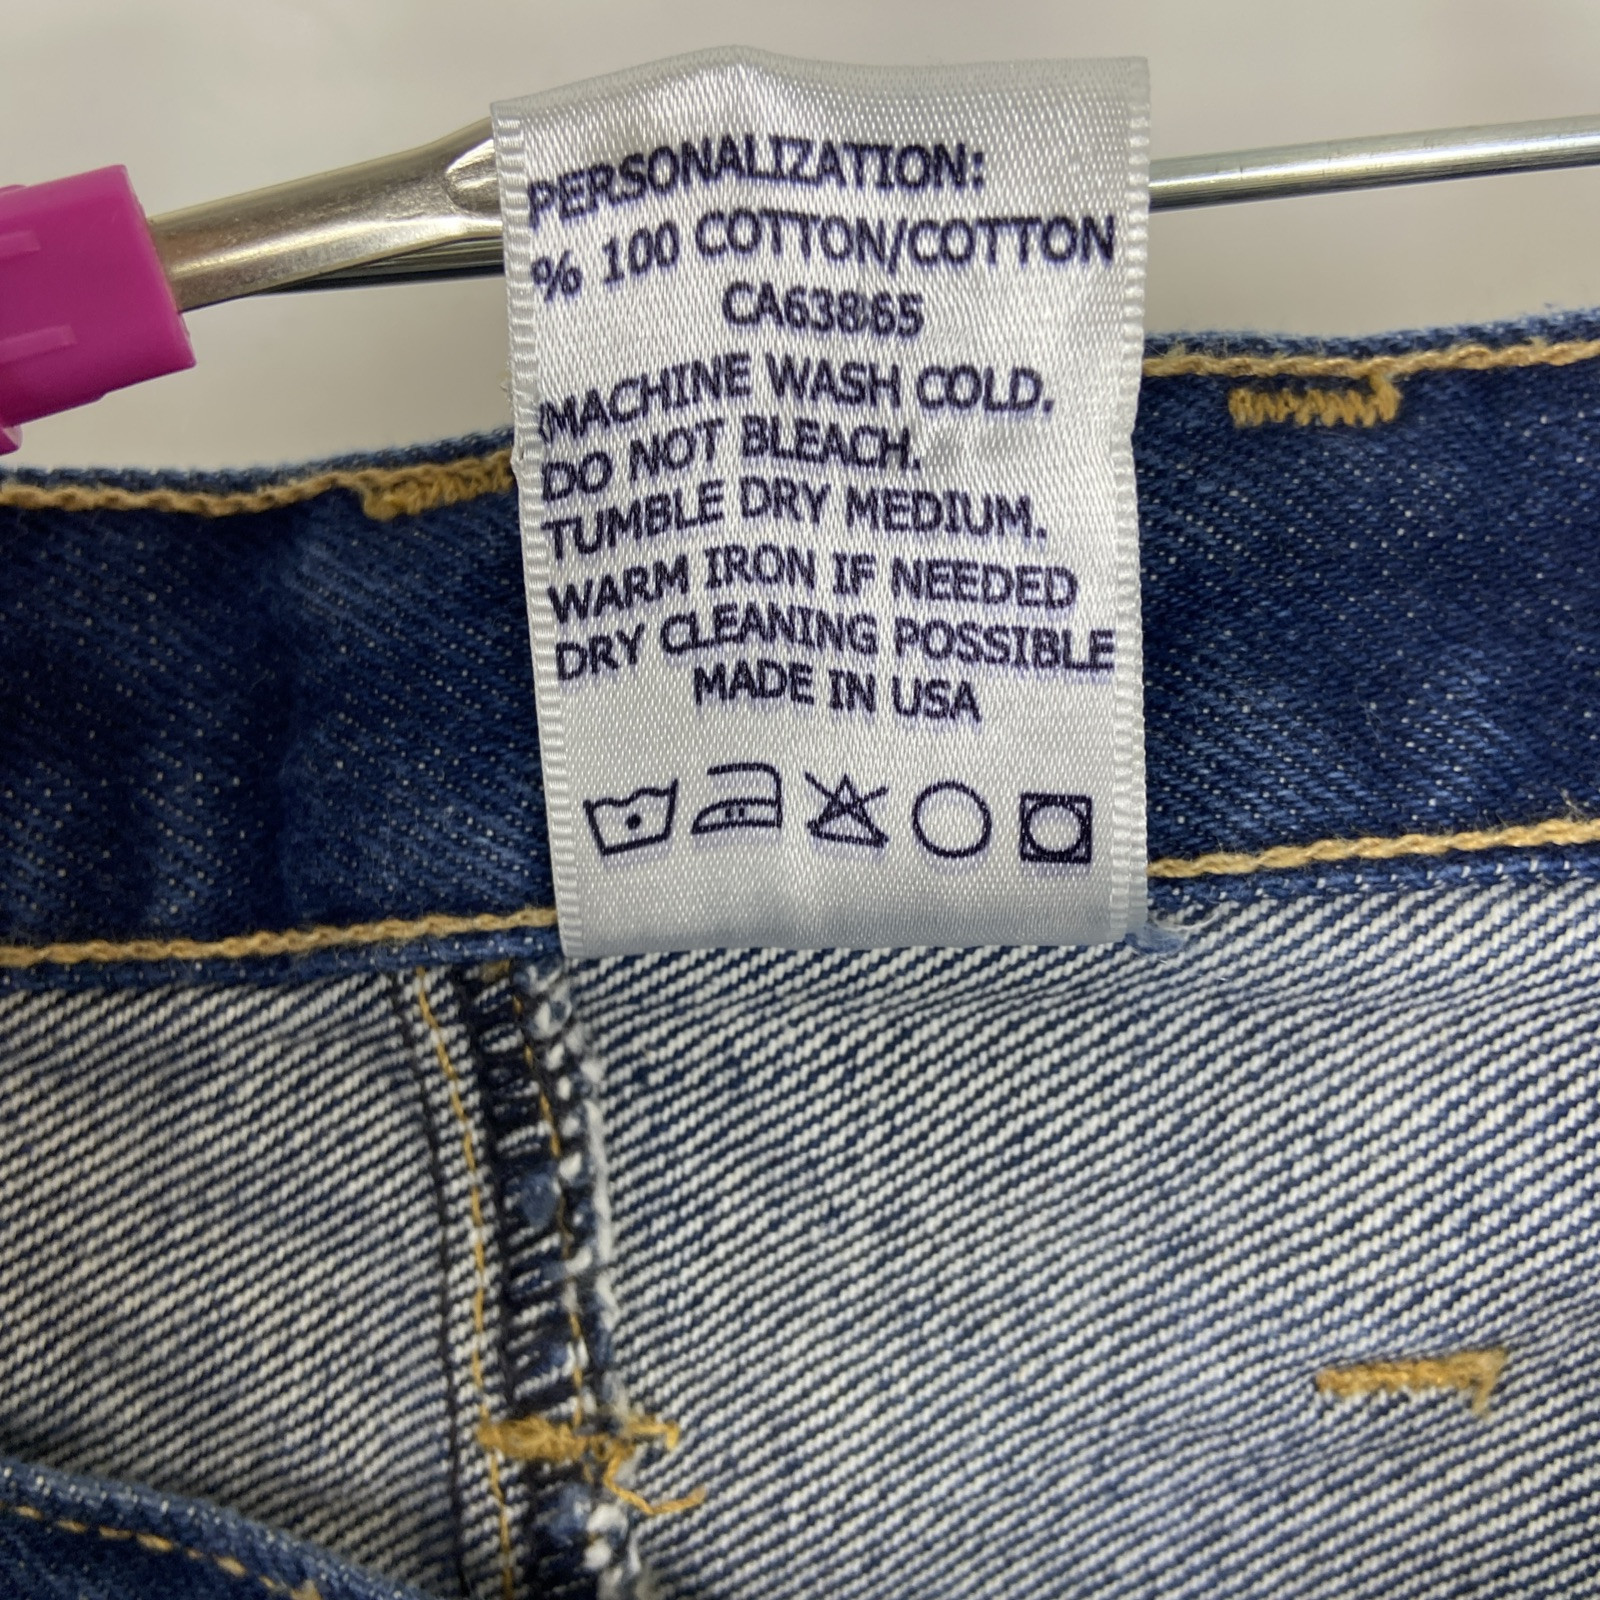 PERSONALIZATION:
% 100 COTTON/COTTON
CA63865
MACHINE WASH COLD.
DO NOT BLEACH.
TUMBLE DRY MEDIUM.
WARM IRON IF NEEDED
DRY CLEANING POSSIBLE
MADE IN USA